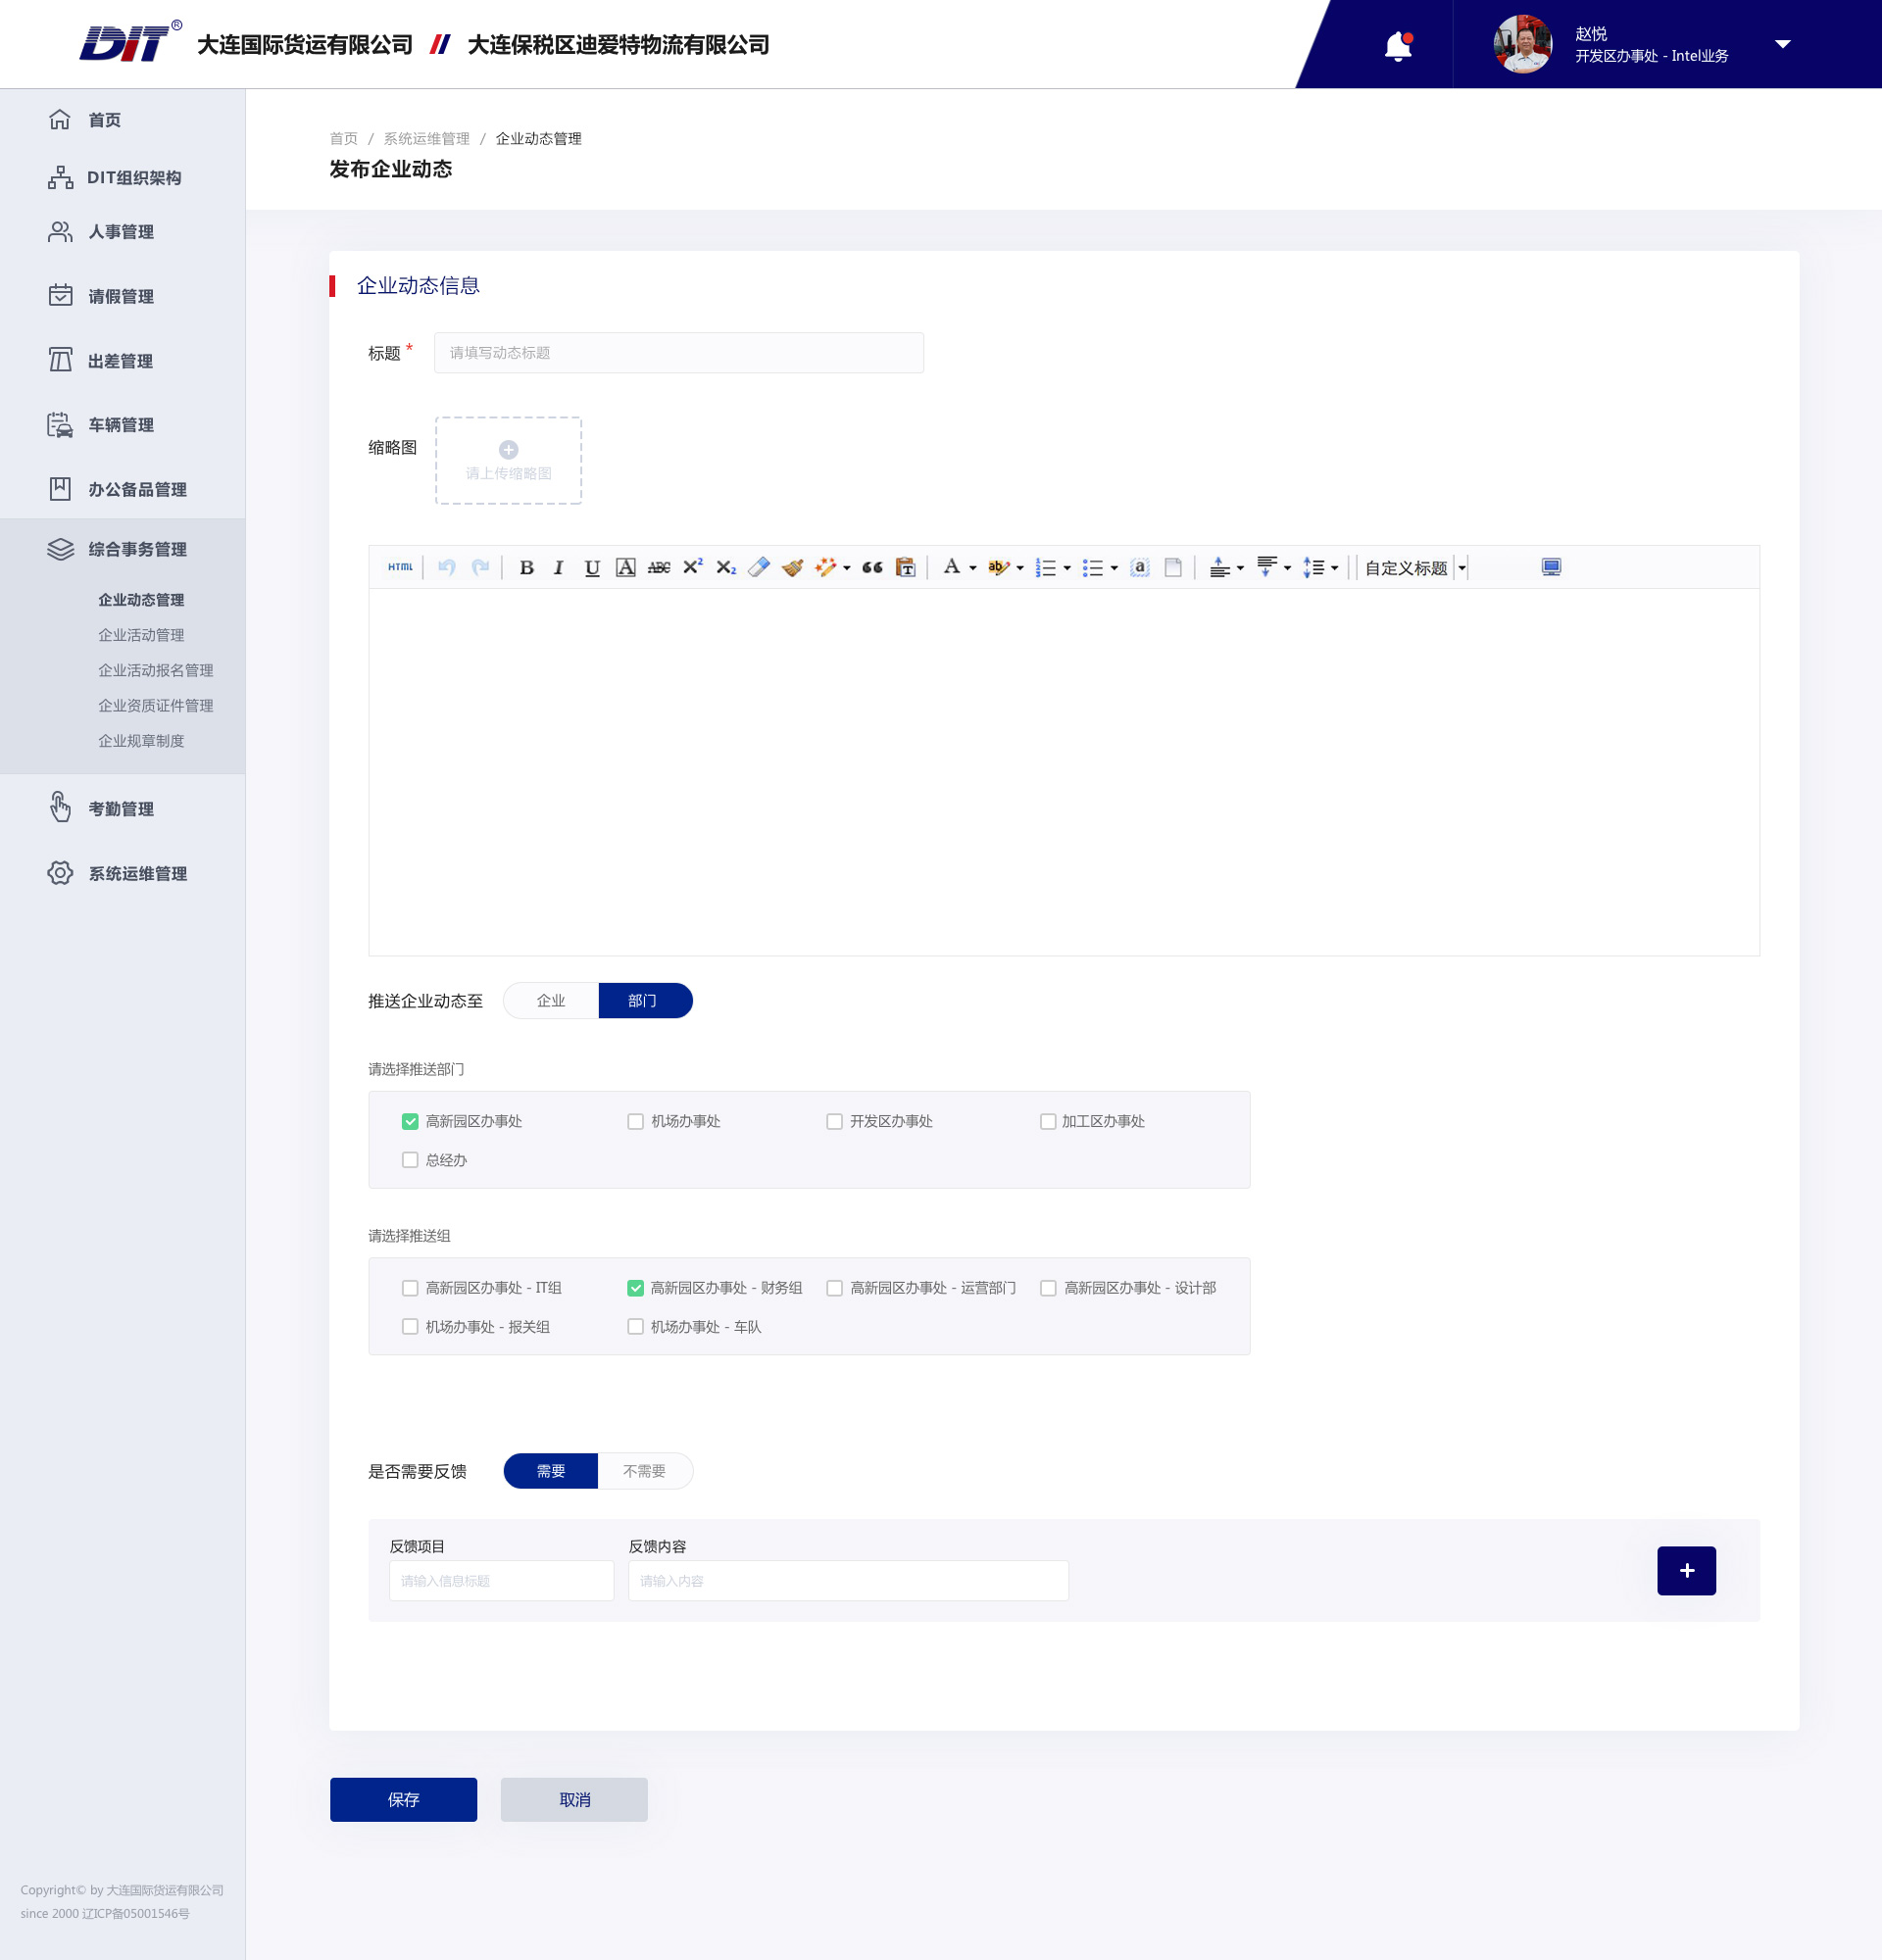 DIT® 大连国际货运有限公司 // 大连保税区迪爱特物流有限公司
赵悦
开发区办事处 - Intel业务
首页
DIT组织架构
人事管理
请假管理
出差管理
车辆管理
办公备品管理
综合事务管理
企业动态管理
企业活动管理
企业活动报名管理
企业资质证件管理
企业规章制度
考勤管理
系统运维管理
Copyright© by 大连国际货运有限公司
since 2000 辽ICP备05001546号
首页 / 系统运维管理 / 企业动态管理
发布企业动态
企业动态信息
标题 * 请填写动态标题
缩略图
请上传缩略图
HTML B I U A ABC X² X₂ T A ab 1 2 3 a 自定义标题
推送企业动态至 企业 部门
请选择推送部门
高新园区办事处 机场办事处 开发区办事处 加工区办事处
总经办
请选择推送组
高新园区办事处 - IT组 高新园区办事处 - 财务组 高新园区办事处 - 运营部门 高新园区办事处 - 设计部
机场办事处 - 报关组 机场办事处 - 车队
是否需要反馈 需要 不需要
反馈项目 反馈内容
请输入信息标题 请输入内容
保存 取消